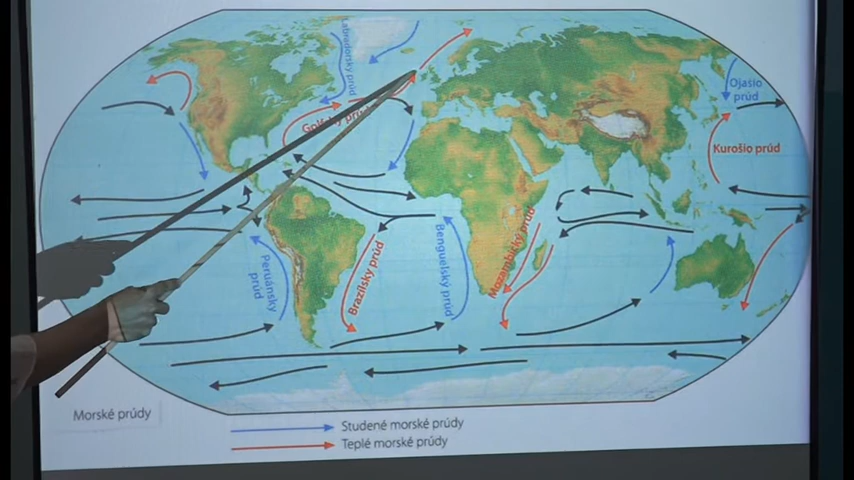 Labradorský prúd
Golfský prúd
Ojašio
prúd
Kurošio prúd
Peruánsky
prúd
Brazílsky prúd
Benguelský prúd
Mozambický prúd
Morské prúdy
Studené morské prúdy
Teplé morské prúdy